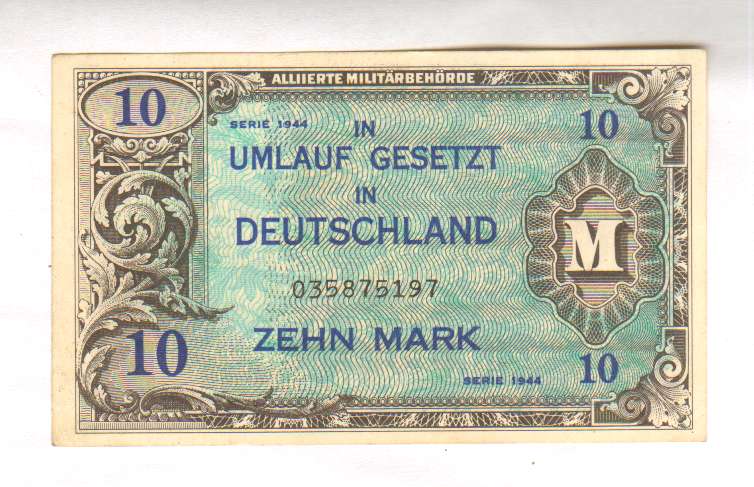 ALLIIERTE MILITÄRBEHÖRDE
10
SERIE 1944
IN
10
UMLAUF GESETZT
IN
DEUTSCHLAND
M
035875197
ZEHN MARK
10
10
SERIE 1944